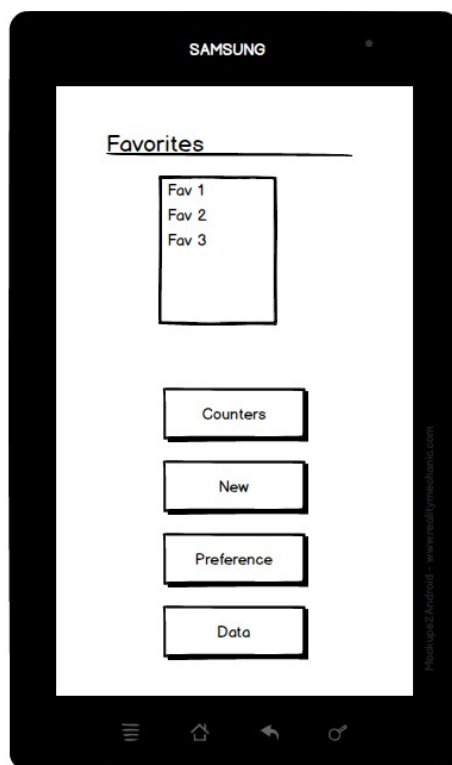 SAMSUNG
Favorites
Fav 1
Fav 2
Fav 3
Counters
New
Preference
Data
Mockups2Android - www.realitymechanic.com